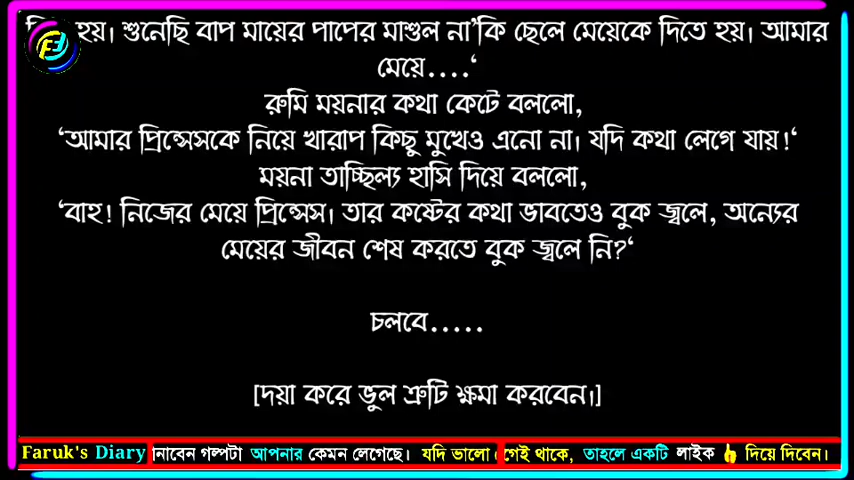 হয়। শুনেছি বাপ মায়ের পাপের মাশুল না'কি ছেলে মেয়েকে দিতে হয়। আমার
মেয়ে....‘
রুমি ময়নার কথা কেটে বললো,
‘আমার প্রিন্সেসকে নিয়ে খারাপ কিছু মুখেও এনো না। যদি কথা লেগে যায়!‘
ময়না তাচ্ছিল্য হাসি দিয়ে বললো,
‘বাহ! নিজের মেয়ে প্রিন্সেস। তার কষ্টের কথা ভাবতেও বুক জ্বলে, অন্যের
মেয়ের জীবন শেষ করতে বুক জ্বলে নি?‘
চলবে.....
[দয়া করে ভুল ত্রুটি ক্ষমা করবেন।]
Faruk's Diary নাবেন গল্পটা আপনার কেমন লেগেছে। যদি ভালো গেই থাকে, তাহলে একটি লাইক 👆 দিয়ে দিবেন।